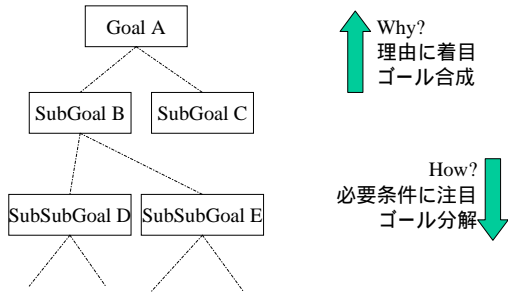 Goal A
SubGoal B
SubGoal C
SubSubGoal D
SubSubGoal E
Why?
理由に着目
ゴール合成
How?
必要条件に注目
ゴール分解